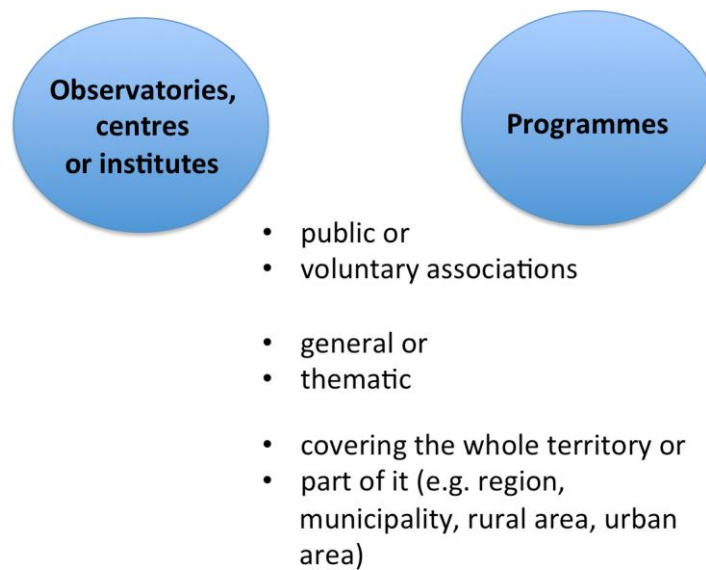 Observatories,
centres
or institutes
Programmes
• public or
• voluntary associations
• general or
• thematic
• covering the whole territory or
• part of it (e.g. region,
municipality, rural area, urban
area)